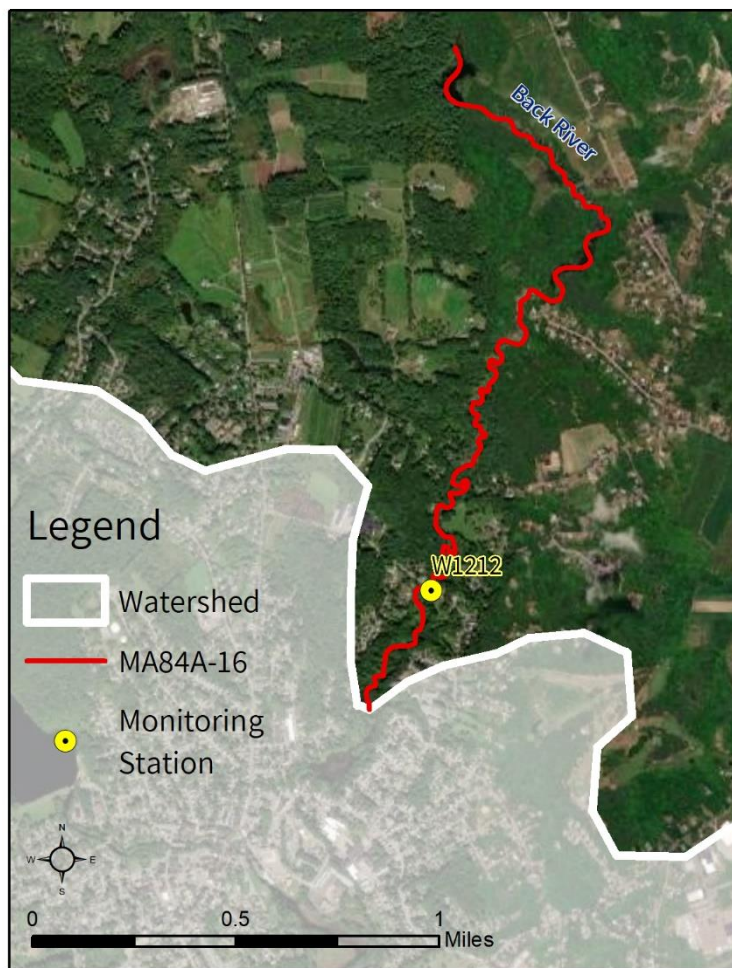 Back River
W1212
Legend
Watershed
MA84A-16
Monitoring
Station
N
W E
S
0 0.5 1
Miles